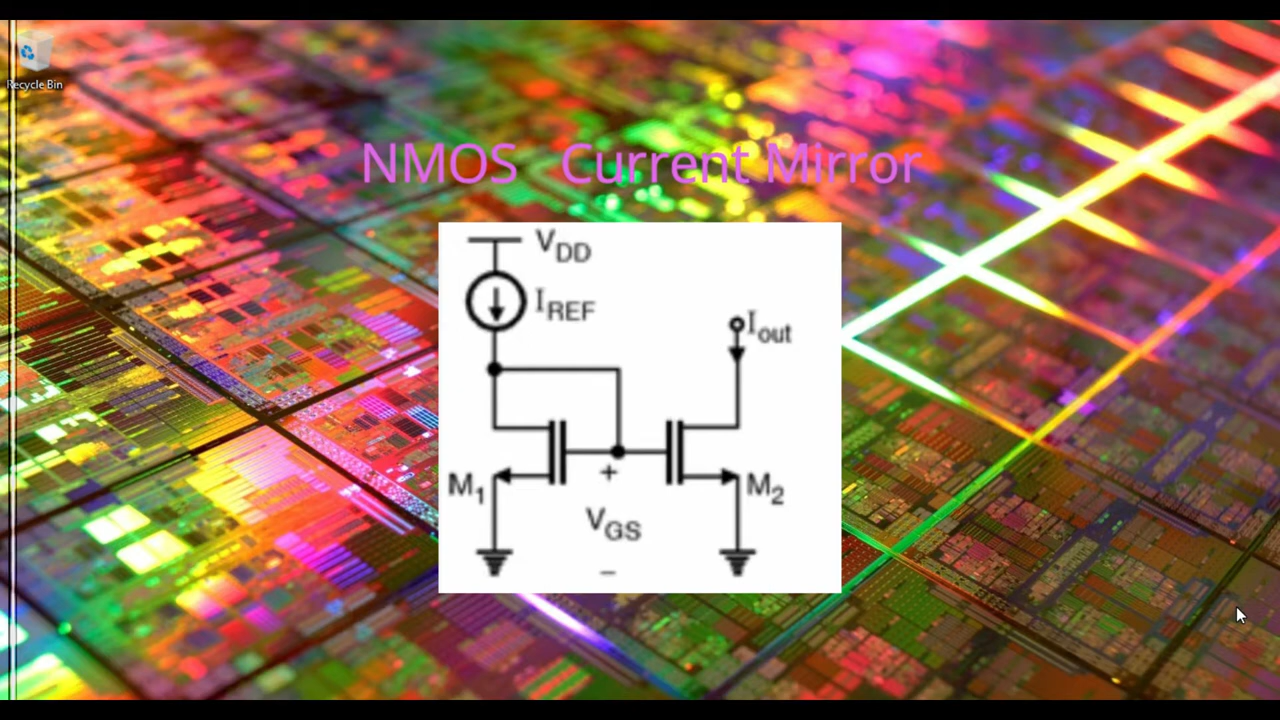 Recycle Bin
NMOS Current Mirror
VDD
IREF
Iout
M1
+
M2
VGS
–